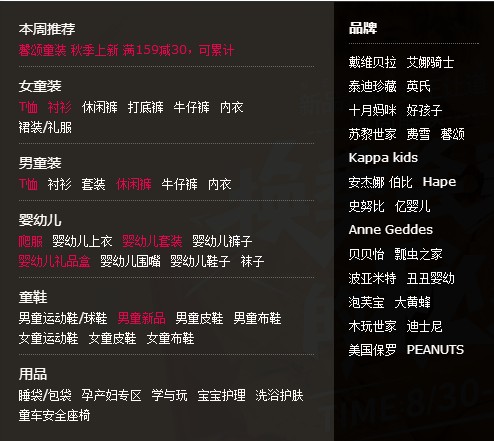 本周推荐
馨颂童装 秋季上新 满159减30，可累计
女童装
T恤 衬衫 休闲裤 打底裤 牛仔裤 内衣
裙装/礼服
男童装
T恤 衬衫 套装 休闲裤 牛仔裤 内衣
婴幼儿
爬服 婴幼儿上衣 婴幼儿套装 婴幼儿裤子
婴幼儿礼品盒 婴幼儿围嘴 婴幼儿鞋子 袜子
童鞋
男童运动鞋/球鞋 男童新品 男童皮鞋 男童布鞋
女童运动鞋 女童皮鞋 女童布鞋
用品
睡袋/包袋 孕产妇专区 学与玩 宝宝护理 洗浴护肤
童车安全座椅
品牌
戴维贝拉 艾娜骑士
泰迪珍藏 英氏
十月妈咪 好孩子
苏黎世家 费雪 馨颂
Kappa kids
安杰娜 伯比 Hape
史努比 亿婴儿
Anne Geddes
贝贝怡 瓢虫之家
波亚米特 丑丑婴幼
泡芙宝 大黄蜂
木玩世家 迪士尼
美国保罗 PEANUTS